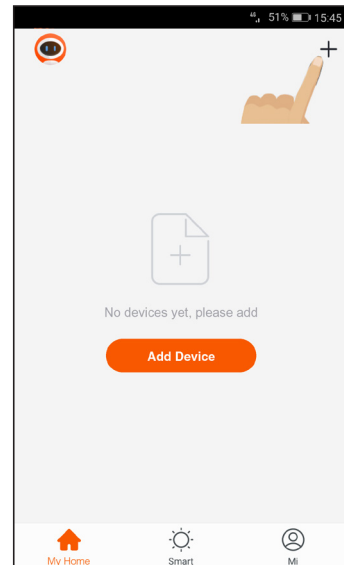 51% 15:45
No devices yet, please add
Add Device
My Home
Smart
Mi